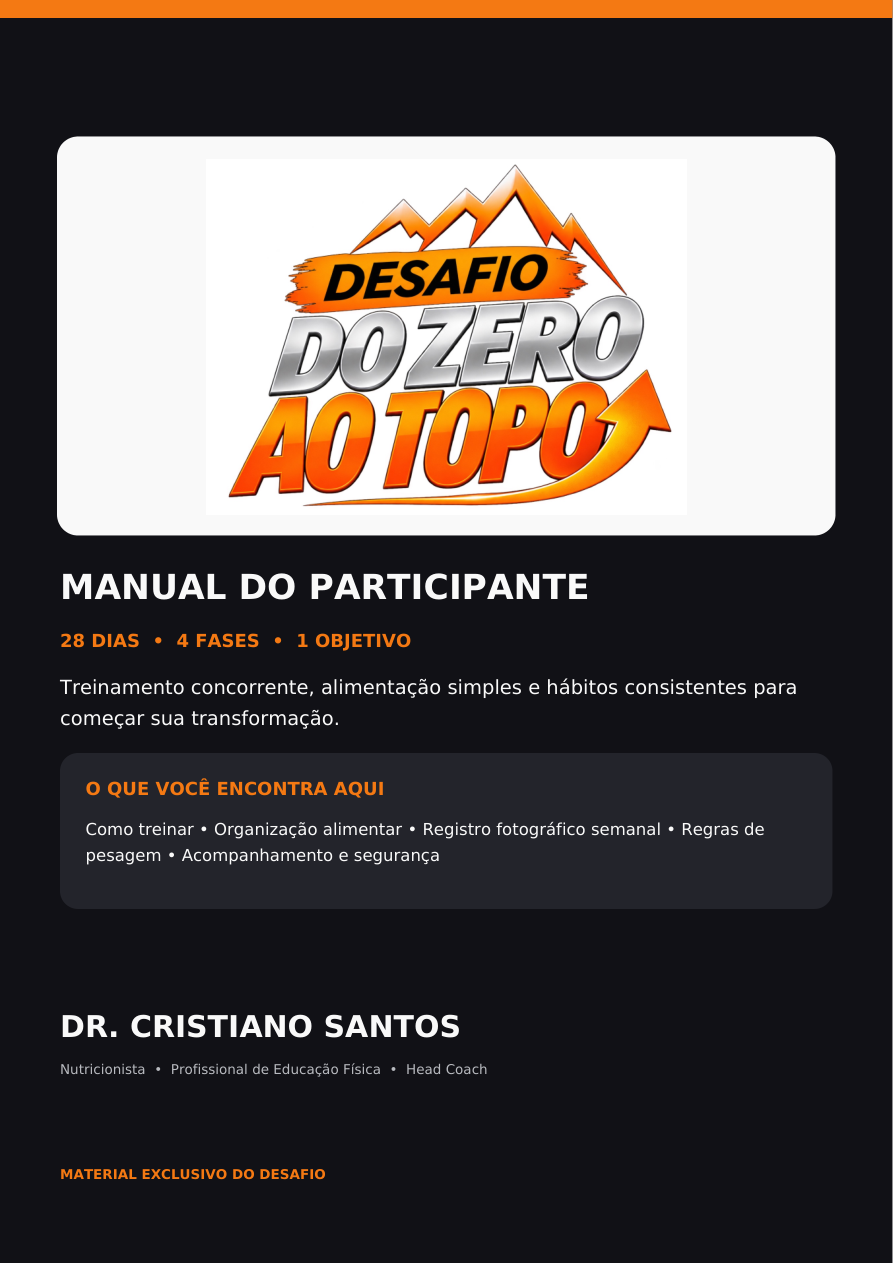 DESAFIO
DO ZERO
AO TOPO
MANUAL DO PARTICIPANTE
28 DIAS • 4 FASES • 1 OBJETIVO
Treinamento concorrente, alimentação simples e hábitos consistentes para
começar sua transformação.
O QUE VOCÊ ENCONTRA AQUI
Como treinar • Organização alimentar • Registro fotográfico semanal • Regras de
pesagem • Acompanhamento e segurança
DR. CRISTIANO SANTOS
Nutricionista • Profissional de Educação Física • Head Coach
MATERIAL EXCLUSIVO DO DESAFIO